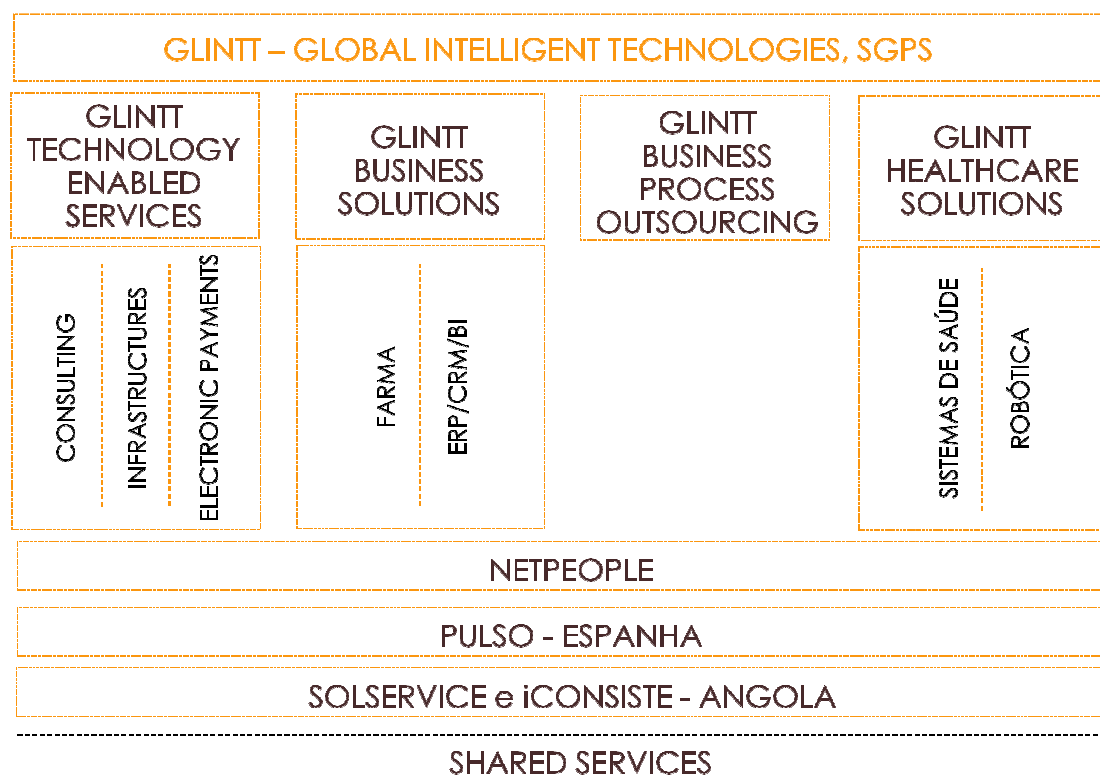 GLINTT – GLOBAL INTELLIGENT TECHNOLOGIES, SGPS
GLINTT
TECHNOLOGY
ENABLED
SERVICES
GLINTT
BUSINESS
SOLUTIONS
GLINTT
BUSINESS
PROCESS
OUTSOURCING
GLINTT
HEALTHCARE
SOLUTIONS
CONSULTING
INFRASTRUCTURES
ELECTRONIC PAYMENTS
FARMA
ERP/CRM/BI
SISTEMAS DE SAÚDE
ROBÓTICA
NETPEOPLE
PULSO - ESPANHA
SOLSERVICE e iCONSISTE - ANGOLA
SHARED SERVICES